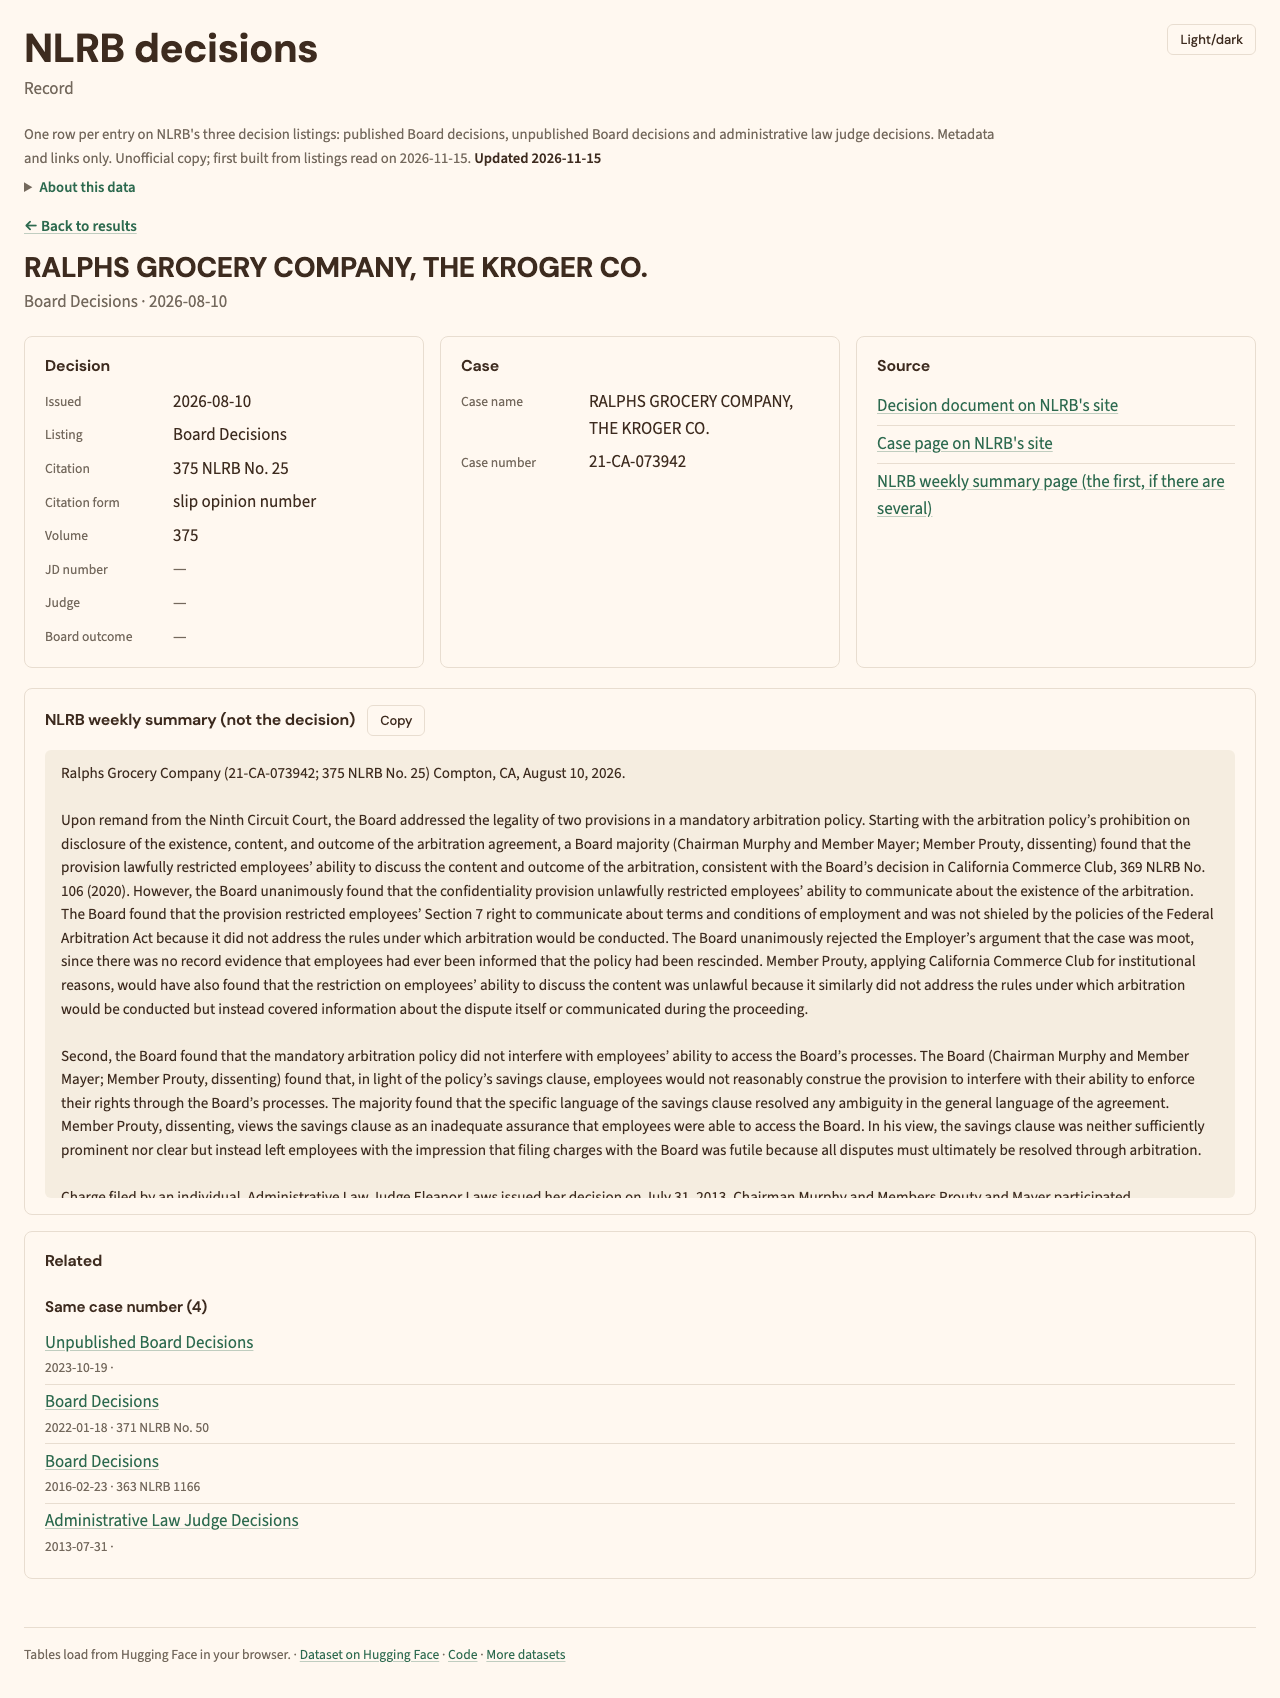 NLRB decisions
Light/dark
Record
One row per entry on NLRB's three decision listings: published Board decisions, unpublished Board decisions and administrative law judge decisions. Metadata
and links only. Unofficial copy; first built from listings read on 2026-11-15. Updated 2026-11-15
▶ About this data
← Back to results
RALPHS GROCERY COMPANY, THE KROGER CO.
Board Decisions · 2026-08-10
Decision
Issued 2026-08-10
Listing Board Decisions
Citation 375 NLRB No. 25
Citation form slip opinion number
Volume 375
JD number —
Judge —
Board outcome —
Case
Case name RALPHS GROCERY COMPANY,
THE KROGER CO.
Case number 21-CA-073942
Source
Decision document on NLRB's site
Case page on NLRB's site
NLRB weekly summary page (the first, if there are
several)
NLRB weekly summary (not the decision) Copy
Ralphs Grocery Company (21-CA-073942; 375 NLRB No. 25) Compton, CA, August 10, 2026.
Upon remand from the Ninth Circuit Court, the Board addressed the legality of two provisions in a mandatory arbitration policy. Starting with the arbitration policy’s prohibition on
disclosure of the existence, content, and outcome of the arbitration agreement, a Board majority (Chairman Murphy and Member Mayer; Member Prouty, dissenting) found that the
provision lawfully restricted employees’ ability to discuss the content and outcome of the arbitration, consistent with the Board’s decision in California Commerce Club, 369 NLRB No.
106 (2020). However, the Board unanimously found that the confidentiality provision unlawfully restricted employees’ ability to communicate about the existence of the arbitration.
The Board found that the provision restricted employees’ Section 7 right to communicate about terms and conditions of employment and was not shieled by the policies of the Federal
Arbitration Act because it did not address the rules under which arbitration would be conducted. The Board unanimously rejected the Employer’s argument that the case was moot,
since there was no record evidence that employees had ever been informed that the policy had been rescinded. Member Prouty, applying California Commerce Club for institutional
reasons, would have also found that the restriction on employees’ ability to discuss the content was unlawful because it similarly did not address the rules under which arbitration
would be conducted but instead covered information about the dispute itself or communicated during the proceeding.
Second, the Board found that the mandatory arbitration policy did not interfere with employees’ ability to access the Board’s processes. The Board (Chairman Murphy and Member
Mayer; Member Prouty, dissenting) found that, in light of the policy’s savings clause, employees would not reasonably construe the provision to interfere with their ability to enforce
their rights through the Board’s processes. The majority found that the specific language of the savings clause resolved any ambiguity in the general language of the agreement.
Member Prouty, dissenting, views the savings clause as an inadequate assurance that employees were able to access the Board. In his view, the savings clause was neither sufficiently
prominent nor clear but instead left employees with the impression that filing charges with the Board was futile because all disputes must ultimately be resolved through arbitration.
Charge filed by an individual. Administrative Law Judge Eleanor Laws issued her decision on July 31, 2013. Chairman Murphy and Members Prouty and Mayer participated.
Related
Same case number (4)
Unpublished Board Decisions
2023-10-19 ·
Board Decisions
2022-01-18 · 371 NLRB No. 50
Board Decisions
2016-02-23 · 363 NLRB 1166
Administrative Law Judge Decisions
2013-07-31 ·
Tables load from Hugging Face in your browser. · Dataset on Hugging Face · Code · More datasets